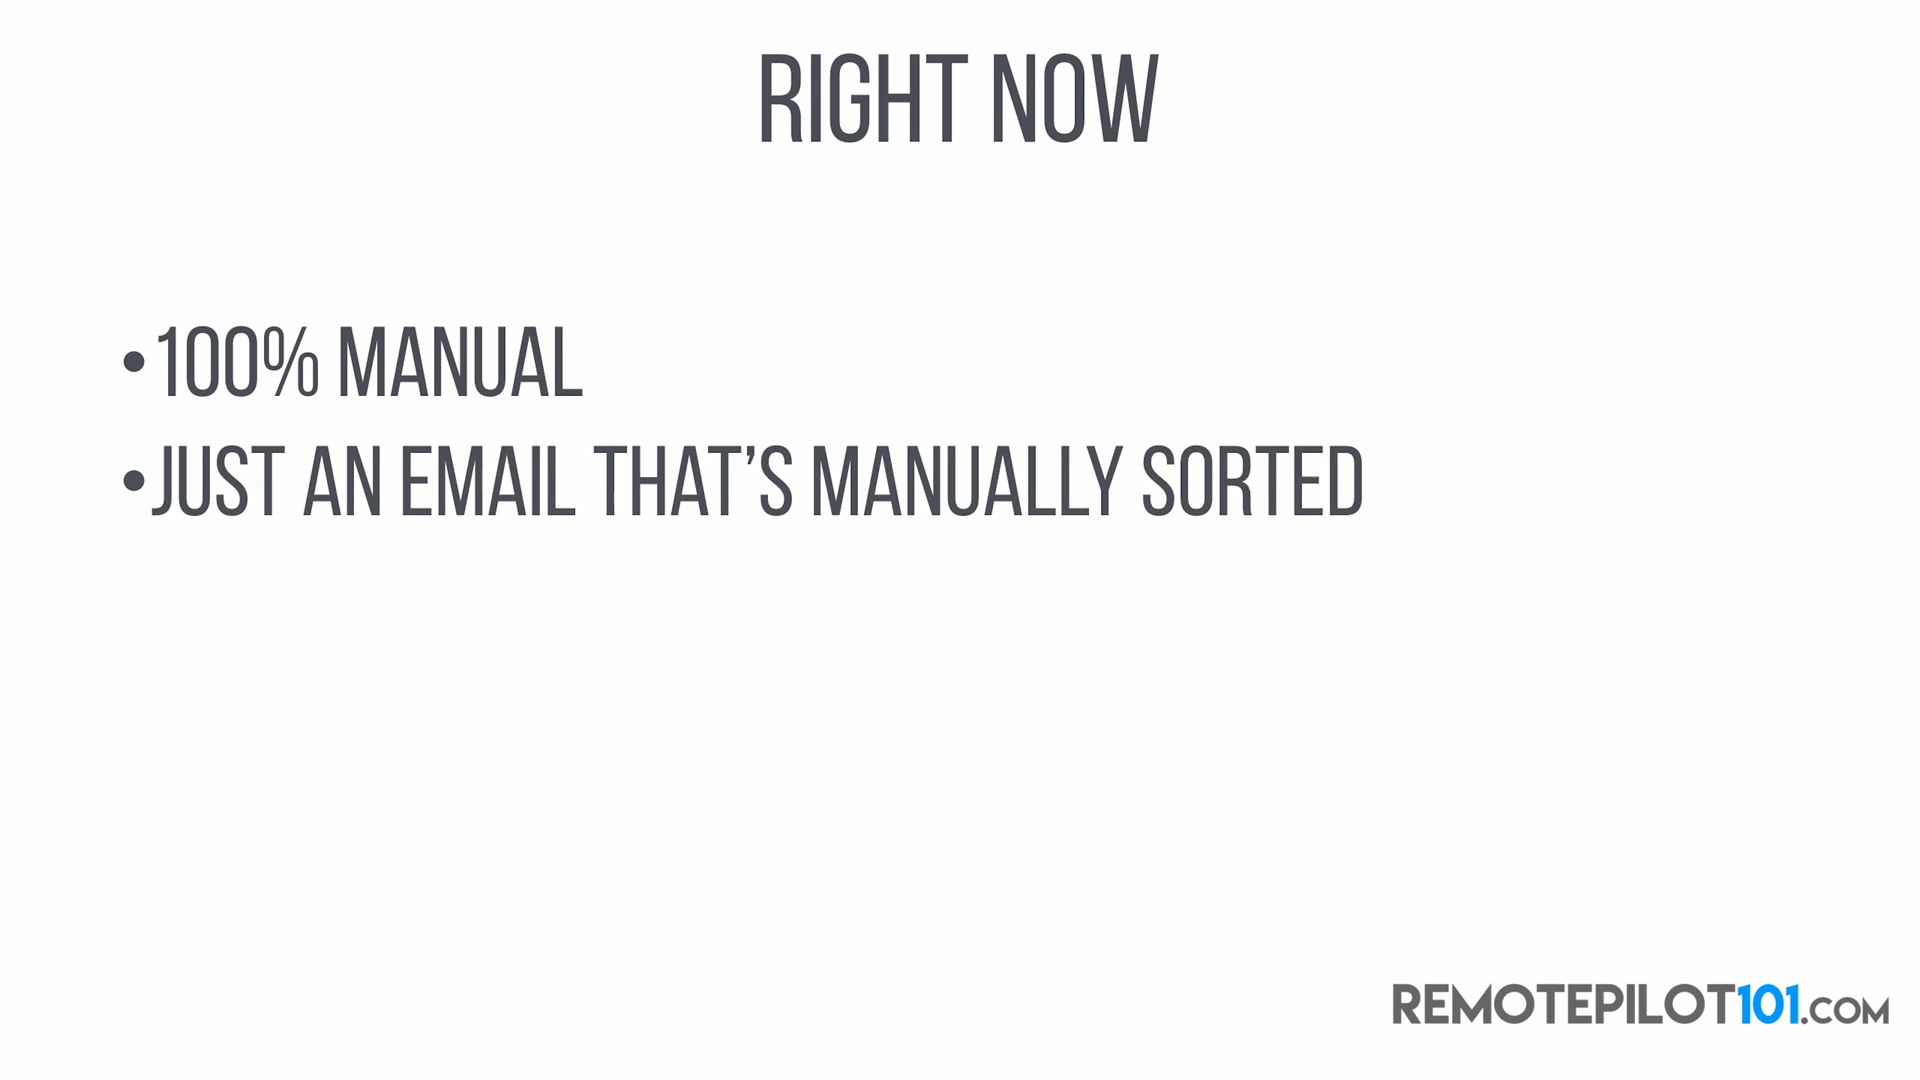 RIGHT NOW
•100% MANUAL
•JUST AN EMAIL THAT’S MANUALLY SORTED
REMOTEPILOT101.COM